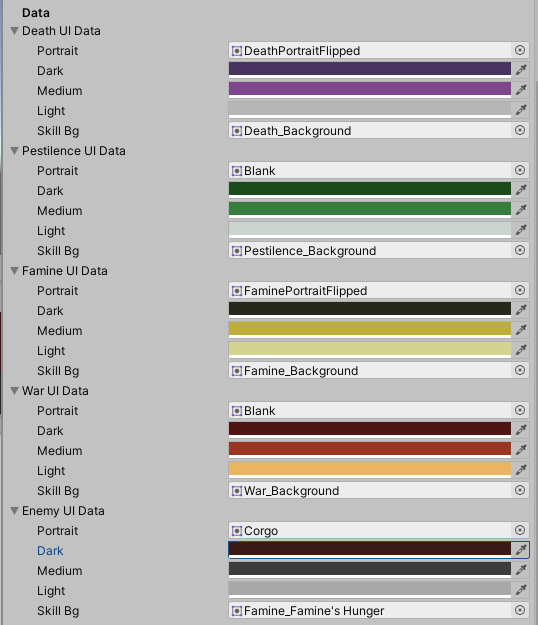 Data
Death UI Data
Portrait DeathPortraitFlipped
Dark
Medium
Light
Skill Bg Death_Background
Pestilence UI Data
Portrait Blank
Dark
Medium
Light
Skill Bg Pestilence_Background
Famine UI Data
Portrait FaminePortraitFlipped
Dark
Medium
Light
Skill Bg Famine_Background
War UI Data
Portrait Blank
Dark
Medium
Light
Skill Bg War_Background
Enemy UI Data
Portrait Corgo
Dark
Medium
Light
Skill Bg Famine_Famine's Hunger